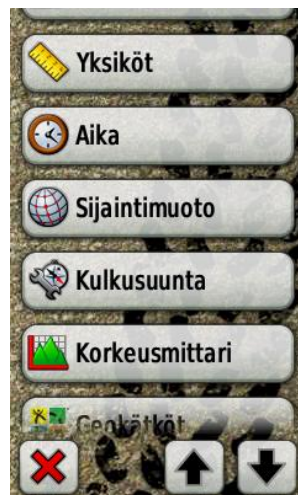 Yksiköt
Aika
Sijaintimuoto
Kulkusuunta
Korkeusmittari
Geokätköt